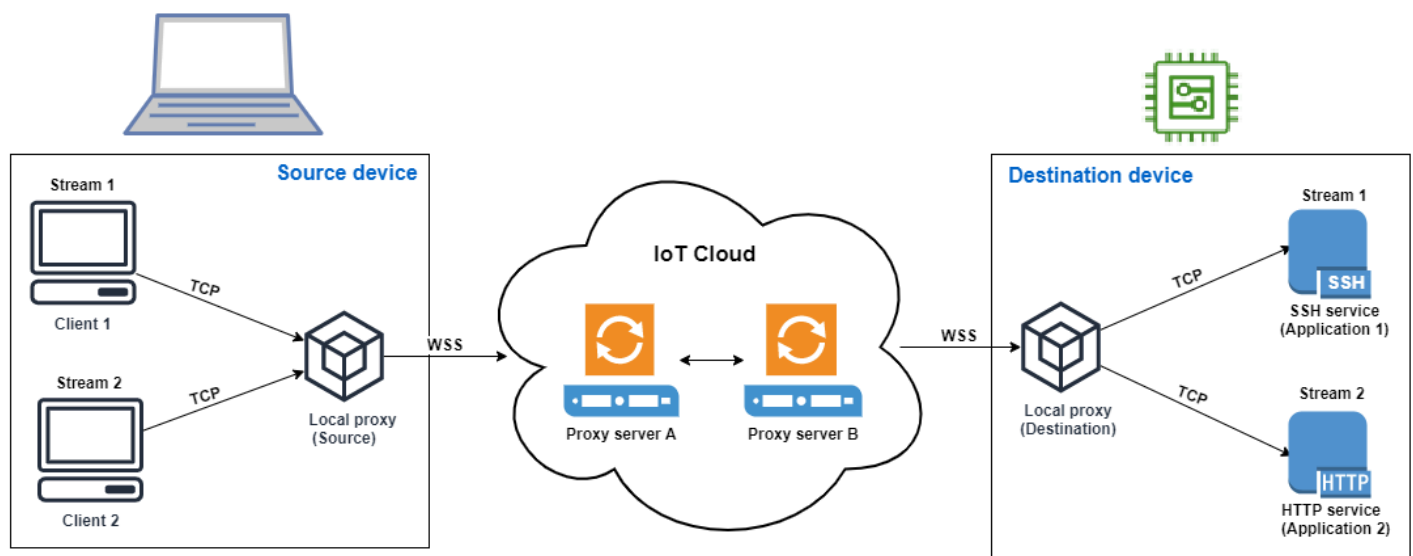 Source device
Stream 1
TCP
Client 1
Stream 2
TCP
Client 2
Local proxy
(Source)
WSS
IoT Cloud
Proxy server A
Proxy server B
WSS
Destination device
Local proxy
(Destination)
TCP
Stream 1
SSH
SSH service
(Application 1)
TCP
Stream 2
HTTP
HTTP service
(Application 2)